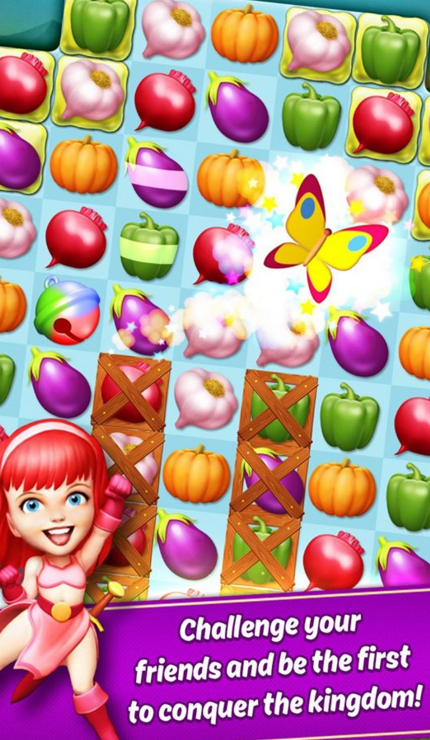 Challenge your
friends and be the first
to conquer the kingdom!